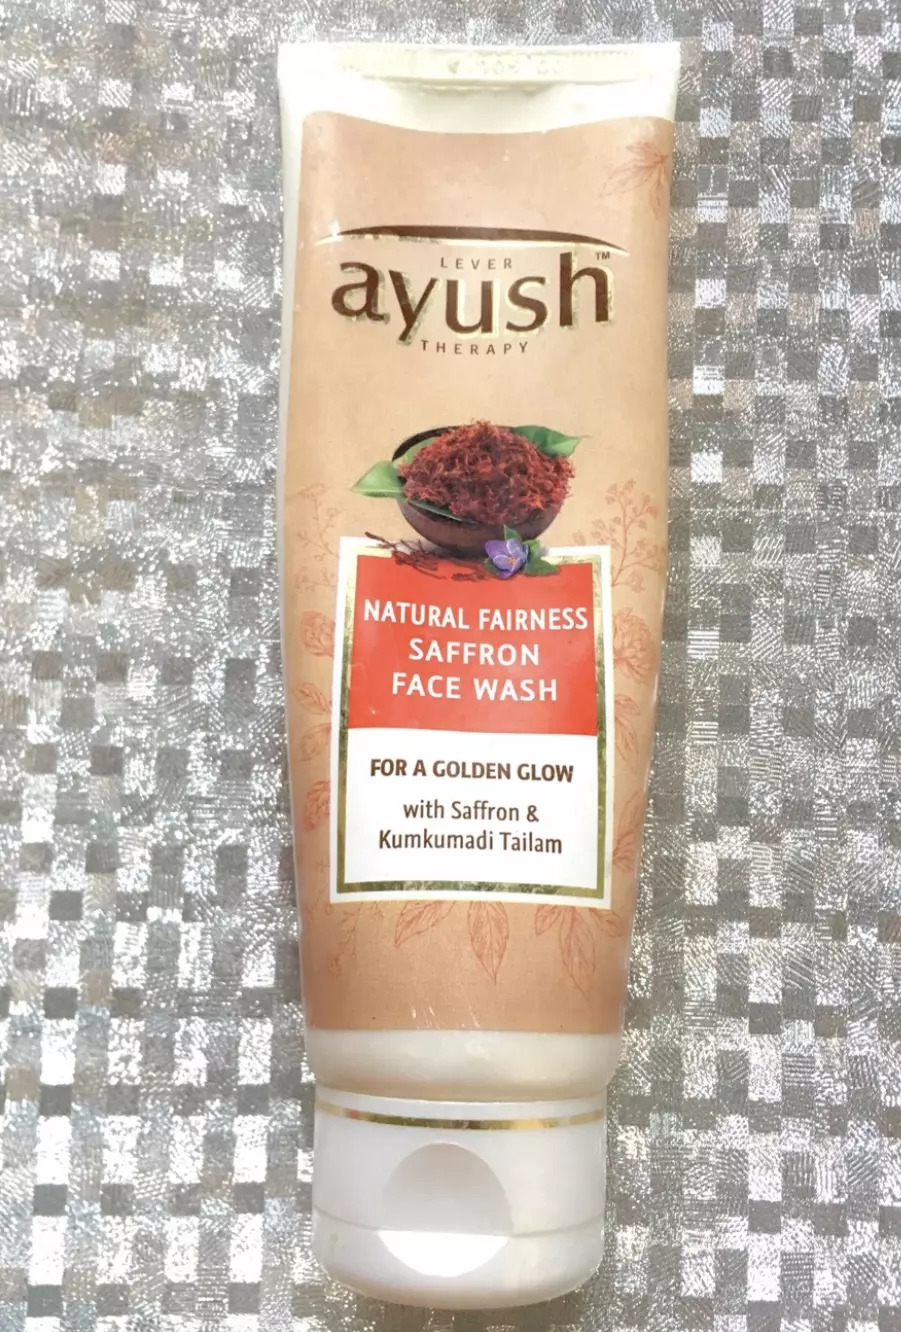 LEVER
ayush™
THERAPY
NATURAL FAIRNESS
SAFFRON
FACE WASH
FOR A GOLDEN GLOW
with Saffron &
Kumkumadi Tailam